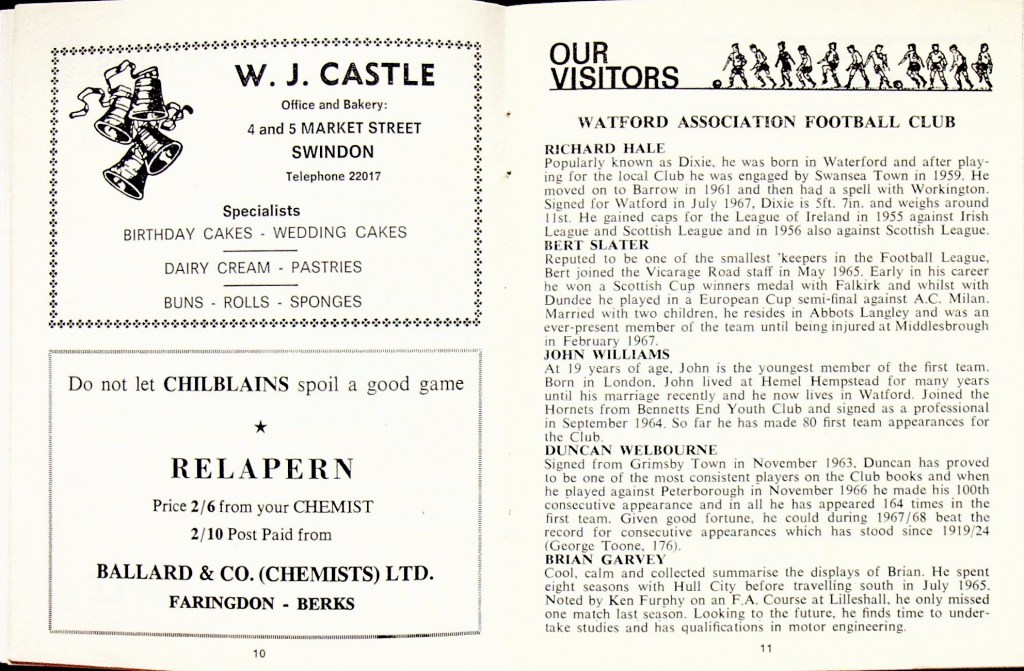 W. J. CASTLE
Office and Bakery:
4 and 5 MARKET STREET
SWINDON
Telephone 22017
Specialists
BIRTHDAY CAKES - WEDDING CAKES
DAIRY CREAM - PASTRIES
BUNS - ROLLS - SPONGES
Do not let CHILBLAINS spoil a good game
★
RELAPERN
Price 2/6 from your CHEMIST
2/10 Post Paid from
BALLARD & CO. (CHEMISTS) LTD.
FARINGDON - BERKS
10
OUR
VISITORS
WATFORD ASSOCIATION FOOTBALL CLUB
RICHARD HALE
Popularly known as Dixie, he was born in Waterford and after play-
ing for the local Club he was engaged by Swansea Town in 1959. He
moved on to Barrow in 1961 and then had a spell with Workington.
Signed for Watford in July 1967, Dixie is 5ft. 7in. and weighs around
11st. He gained caps for the League of Ireland in 1955 against Irish
League and Scottish League and in 1956 also against Scottish League.
BERT SLATER
Reputed to be one of the smallest 'keepers in the Football League,
Bert joined the Vicarage Road staff in May 1965. Early in his career
he won a Scottish Cup winners medal with Falkirk and whilst with
Dundee he played in a European Cup semi-final against A.C. Milan.
Married with two children, he resides in Abbots Langley and was an
ever-present member of the team until being injured at Middlesbrough
in February 1967.
JOHN WILLIAMS
At 19 years of age, John is the youngest member of the first team.
Born in London, John lived at Hemel Hempstead for many years
until his marriage recently and he now lives in Watford. Joined the
Hornets from Bennetts End Youth Club and signed as a professional
in September 1964. So far he has made 80 first team appearances for
the Club.
DUNCAN WELBOURNE
Signed from Grimsby Town in November 1963, Duncan has proved
to be one of the most consistent players on the Club books and when
he played against Peterborough in November 1966 he made his 100th
consecutive appearance and in all he has appeared 164 times in the
first team. Given good fortune, he could during 1967/68 beat the
record for consecutive appearances which has stood since 1919/24
(George Toone, 176).
BRIAN GARVEY
Cool, calm and collected summarise the displays of Brian. He spent
eight seasons with Hull City before travelling south in July 1965.
Noted by Ken Furphy on an F.A. Course at Lilleshall, he only missed
one match last season. Looking to the future, he finds time to under-
take studies and has qualifications in motor engineering.
11